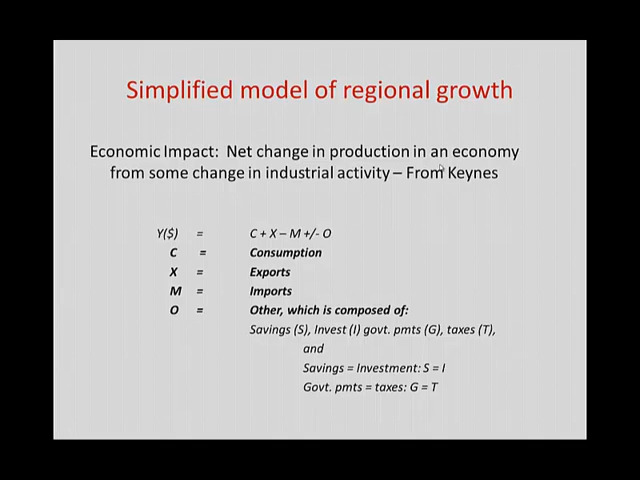 Simplified model of regional growth
Economic Impact: Net change in production in an economy
from some change in industrial activity – From Keynes
Y($) = C + X – M +/- O
C = Consumption
X = Exports
M = Imports
O = Other, which is composed of:
Savings (S), Invest (I) govt. pmts (G), taxes (T),
and
Savings = Investment: S = I
Govt. pmts = taxes: G = T